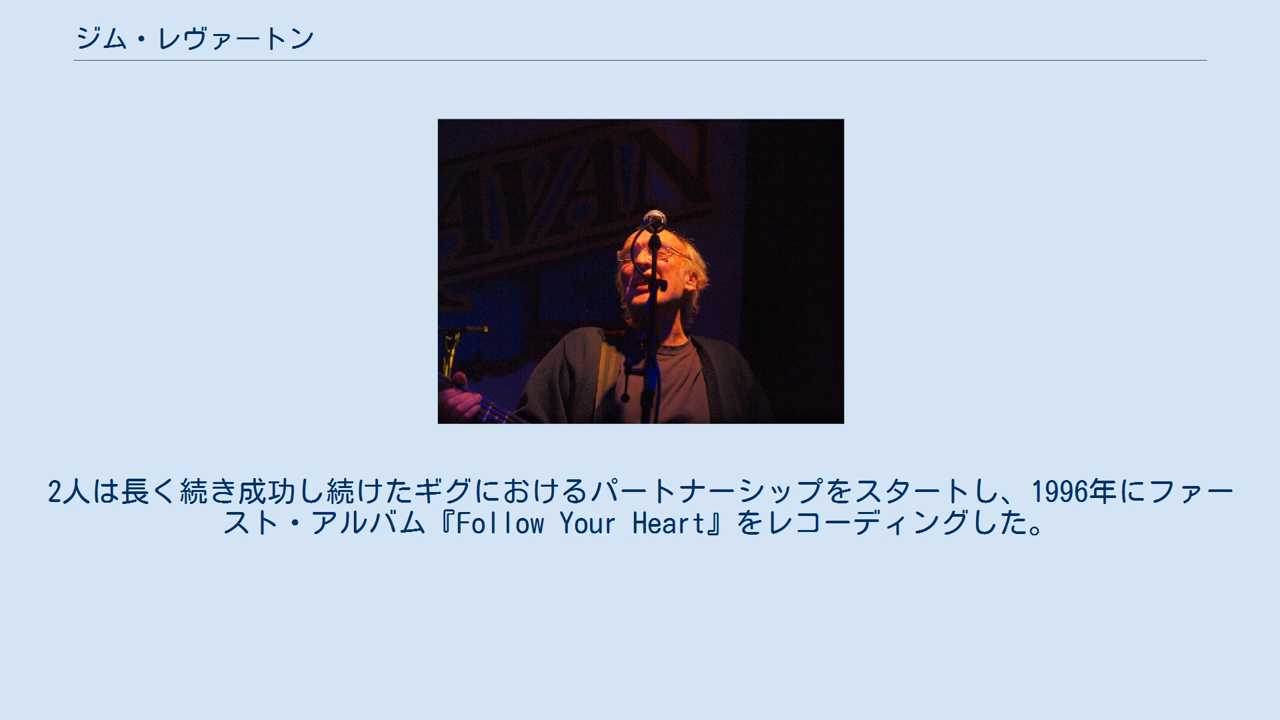 ジム・レヴァートン
AVAN
2人は長く続き成功し続けたギグにおけるパートナーシップをスタートし、1996年にファー
スト・アルバム『Follow Your Heart』をレコーディングした。